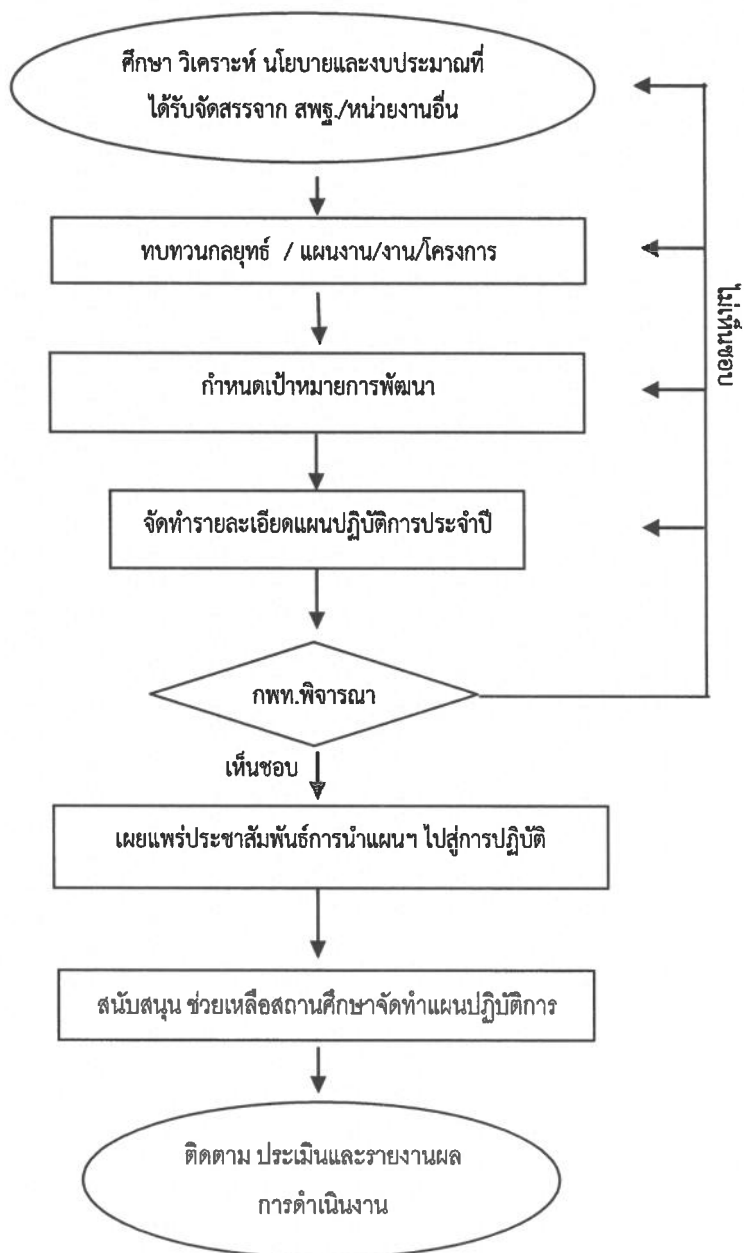 ศึกษา วิเคราะห์ นโยบายและงบประมาณที่
ได้รับจัดสรรจาก สพฐ./หน่วยงานอื่น
ทบทวนกลยุทธ์ / แผนงาน/งาน/โครงการ
กำหนดเป้าหมายการพัฒนา
จัดทำรายละเอียดแผนปฏิบัติการประจำปี
กพท.พิจารณา
ไม่เห็นชอบ
เห็นชอบ
เผยแพร่ประชาสัมพันธ์การนำแผนฯ ไปสู่การปฏิบัติ
สนับสนุน ช่วยเหลือสถานศึกษาจัดทำแผนปฏิบัติการ
ติดตาม ประเมินและรายงานผล
การดำเนินงาน